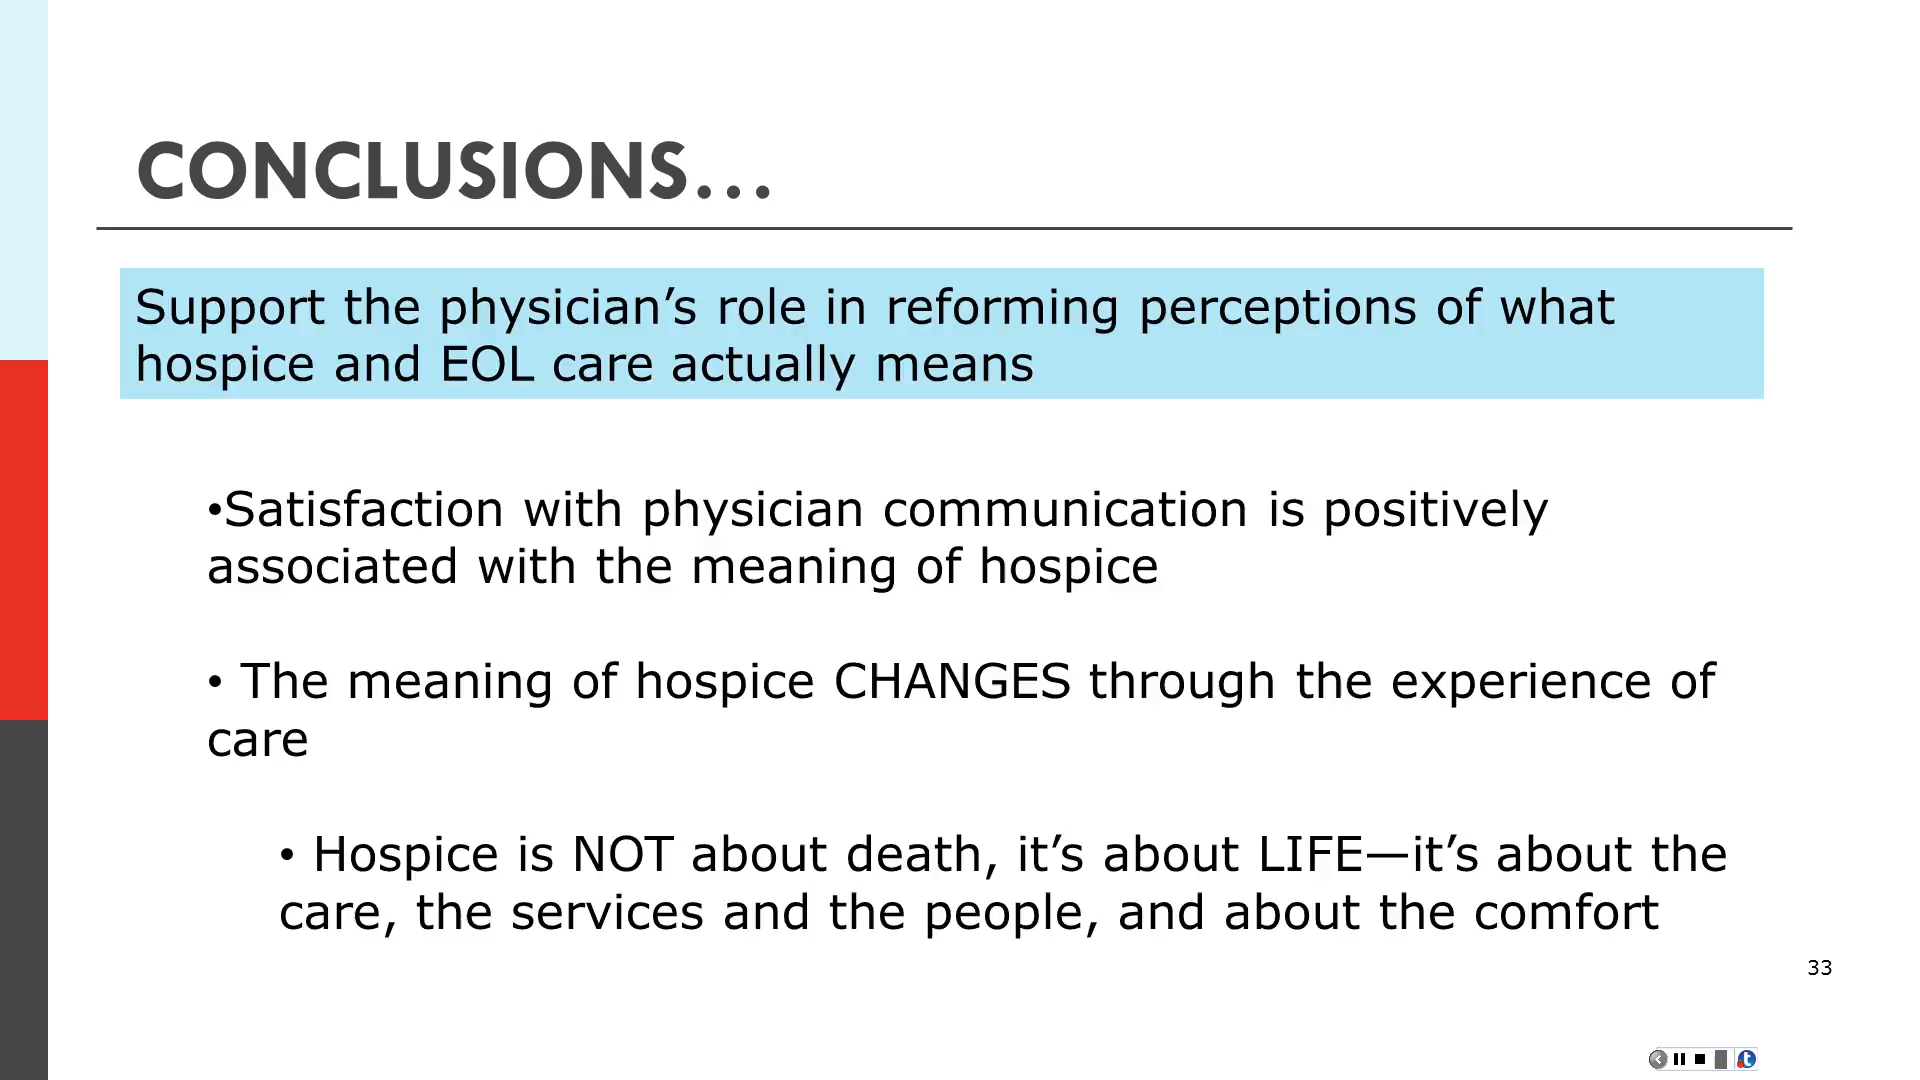 CONCLUSIONS...
Support the physician’s role in reforming perceptions of what
hospice and EOL care actually means
•Satisfaction with physician communication is positively
associated with the meaning of hospice
• The meaning of hospice CHANGES through the experience of
care
• Hospice is NOT about death, it’s about LIFE—it’s about the
care, the services and the people, and about the comfort
33
t